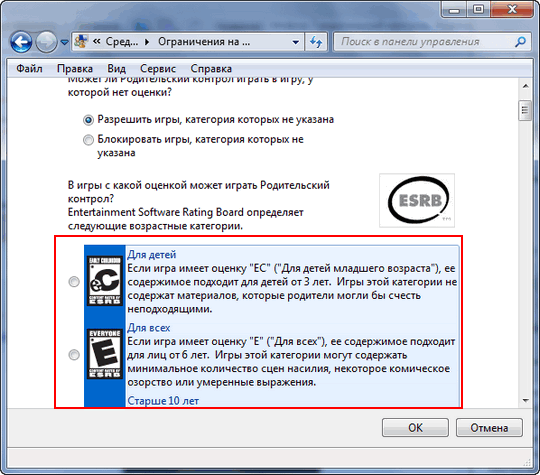 « Сред... ▸ Ограничения на ...
Поиск в панели управления
Файл Правка Вид Сервис Справка
Может ли Родительский контрол играть в игру, у
которой нет оценки?
Разрешить игры, категория которых не указана
Блокировать игры, категория которых не
указана
В игры с какой оценкой может играть Родительский
контрол?
Entertainment Software Rating Board определяет
следующие возрастные категории.
ESRB
Для детей
EARLY CHILDHOOD
eC
CONTENT RATED BY
ESRB
Если игра имеет оценку "EC" ("Для детей младшего возраста"), ее
содержимое подходит для детей от 3 лет. Игры этой категории не
содержат материалов, которые родители могли бы счесть
неподходящими.
Для всех
EVERYONE
E
CONTENT RATED BY
ESRB
Если игра имеет оценку "E" ("Для всех"), ее содержимое подходит
для лиц от 6 лет. Игры этой категории могут содержать
минимальное количество сцен насилия, некоторое комическое
озорство или умеренные выражения.
Старше 10 лет
ОК
Отмена